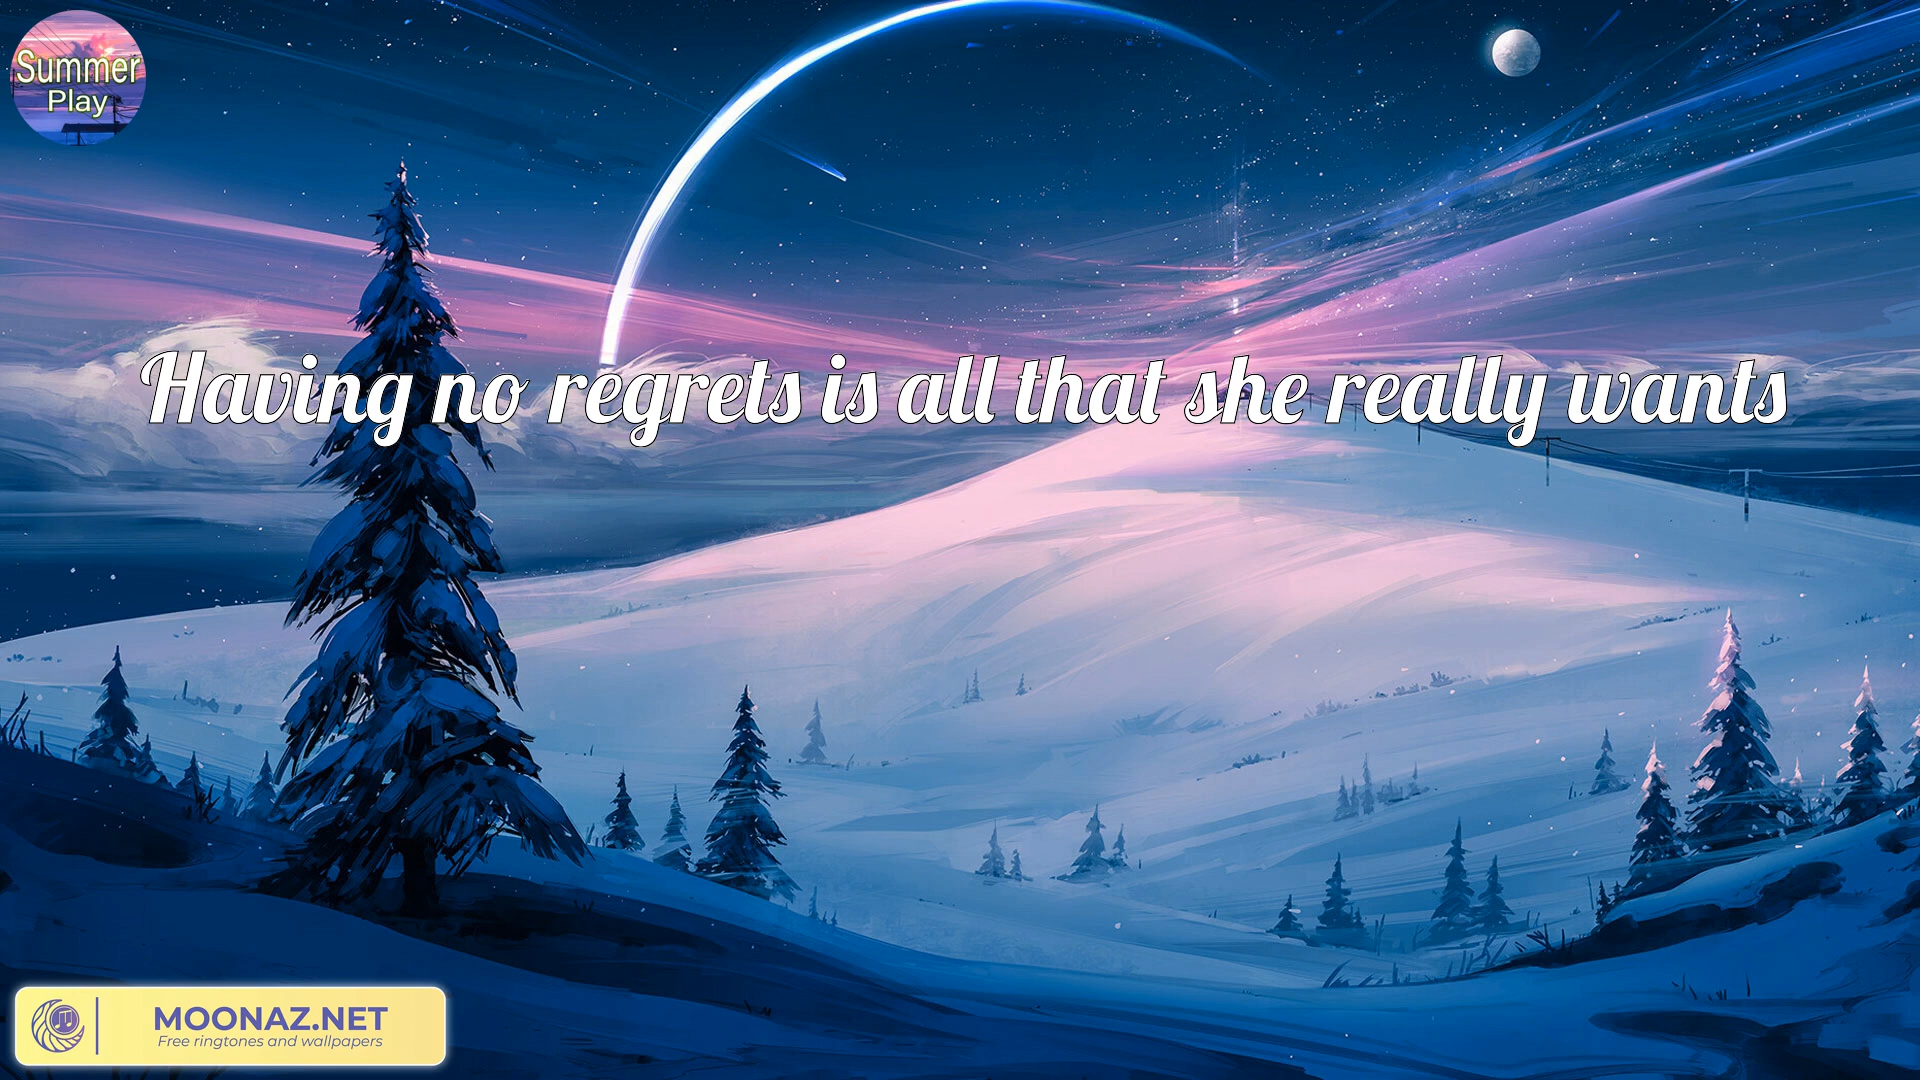 Summer
Play
Having no regrets is all that she really wants
MOONAZ.NET
Free ringtones and wallpapers